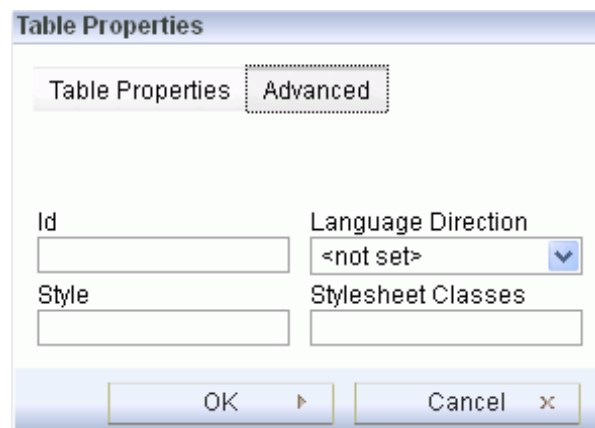 Table Properties
Table Properties Advanced
Id Language Direction
<not set>
Style Stylesheet Classes
OK Cancel x